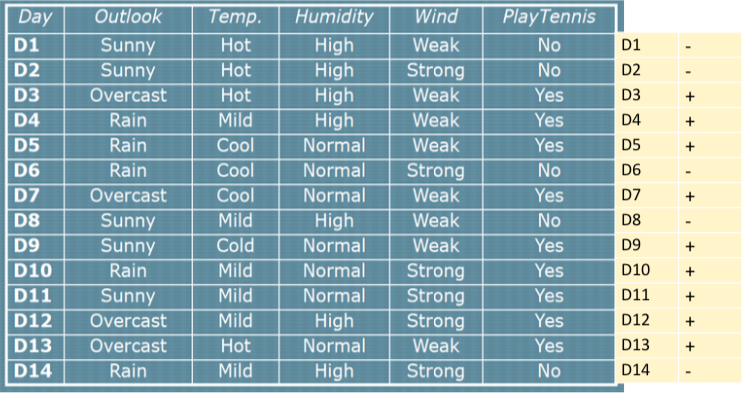 Day Outlook Temp. Humidity Wind PlayTennis
D1 Sunny Hot High Weak No D1 -
D2 Sunny Hot High Strong No D2 -
D3 Overcast Hot High Weak Yes D3 +
D4 Rain Mild High Weak Yes D4 +
D5 Rain Cool Normal Weak Yes D5 +
D6 Rain Cool Normal Strong No D6 -
D7 Overcast Cool Normal Weak Yes D7 +
D8 Sunny Mild High Weak No D8 -
D9 Sunny Cold Normal Weak Yes D9 +
D10 Rain Mild Normal Strong Yes D10 +
D11 Sunny Mild Normal Strong Yes D11 +
D12 Overcast Mild High Strong Yes D12 +
D13 Overcast Hot Normal Weak Yes D13 +
D14 Rain Mild High Strong No D14 -